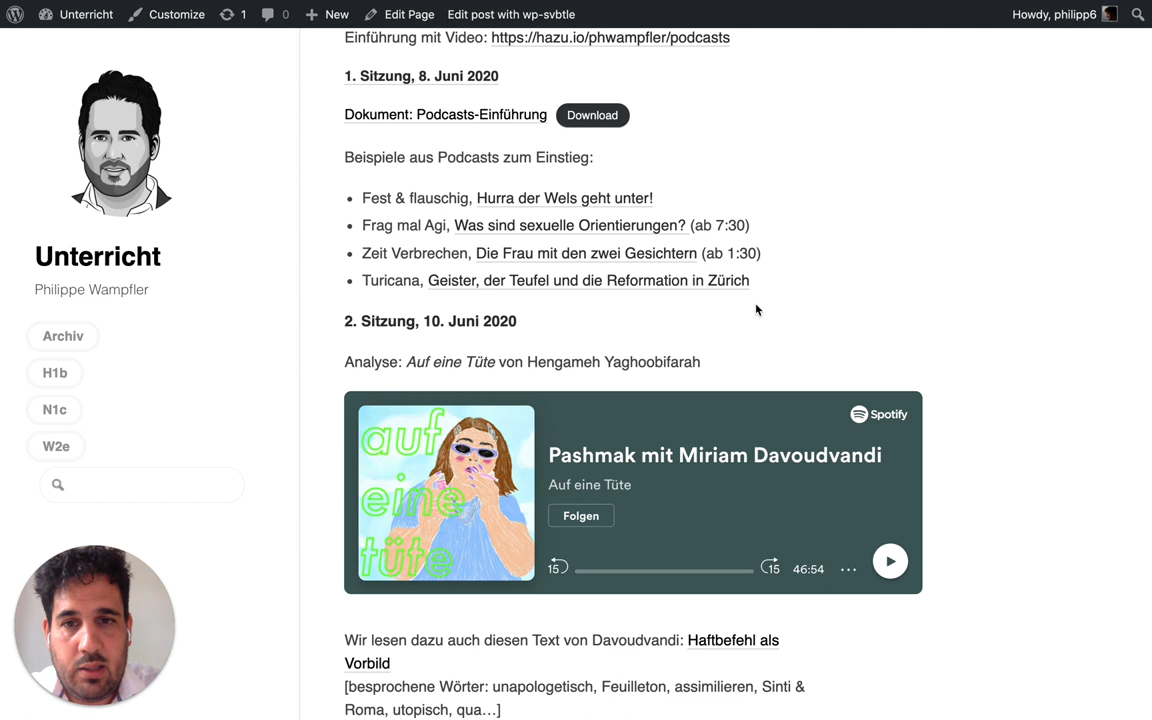 Unterricht Customize 1 0 New Edit Page Edit post with wp-svbtle Howdy, philipp6
Unterricht
Philippe Wampfler
Archiv
H1b
N1c
W2e
Einführung mit Video: https://hazu.io/phwampfler/podcasts
1. Sitzung, 8. Juni 2020
Dokument: Podcasts-Einführung Download
Beispiele aus Podcasts zum Einstieg:
• Fest & flauschig, Hurra der Wels geht unter!
• Frag mal Agi, Was sind sexuelle Orientierungen? (ab 7:30)
• Zeit Verbrechen, Die Frau mit den zwei Gesichtern (ab 1:30)
• Turicana, Geister, der Teufel und die Reformation in Zürich
2. Sitzung, 10. Juni 2020
Analyse: Auf eine Tüte von Hengameh Yaghoobifarah
auf
eine
tüte
Spotify
Pashmak mit Miriam Davoudvandi
Auf eine Tüte
Folgen
15 15 46:54 ...
Wir lesen dazu auch diesen Text von Davoudvandi: Haftbefehl als
Vorbild
[besprochene Wörter: unapologetisch, Feuilleton, assimilieren, Sinti &
Roma, utopisch, qua…]